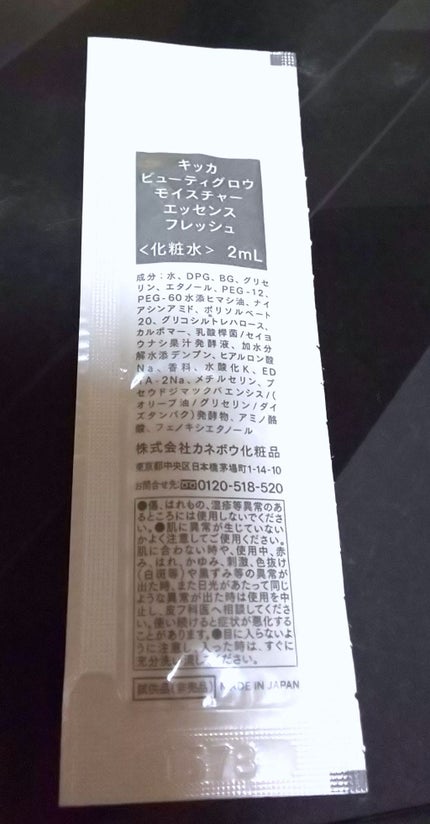 キッカ
ビューティグロウ
モイスチャー
エッセンス
フレッシュ
<化粧水> 2mL
成分：水、DPG、BG、グリセ
リン、エタノール、PEG-12、
PEG-60水添ヒマシ油、ナイ
アシンアミド、ポリソルベート
20、グリコシルトレハロース、
カルボマー、乳酸桿菌/セイヨ
ウナシ果汁発酵液、加水分
解水添デンプン、ヒアルロン酸
Na、香料、水酸化K、ED
TA-2Na、メチルセリン、プ
セウドジマックバエンシス/(
オリーブ油/グリセリン/ダイ
ズタンパク)発酵物、アミノ酪
酸、フェノキシエタノール
株式会社カネボウ化粧品
東京都中央区日本橋茅場町1-14-10
お問合せ先:0120-518-520
●傷、はれもの、湿疹等異常のあ
るところには使用しないでくださ
い。●肌に異常が生じていない
かよく注意してご使用ください。
肌に合わない時や、使用中、赤
み、はれ、かゆみ、刺激、色抜け
(白斑等)や黒ずみ等の異常が
出た時、また日光があたって同じ
ような異常が出た時は使用を中
止し、皮フ科医へ相談してくださ
い。使い続けると症状が悪化する
ことがあります。●目に入らないよ
うに注意し、入った時は、すぐに
充分洗い流してください。
試供品(非売品) MADE IN JAPAN